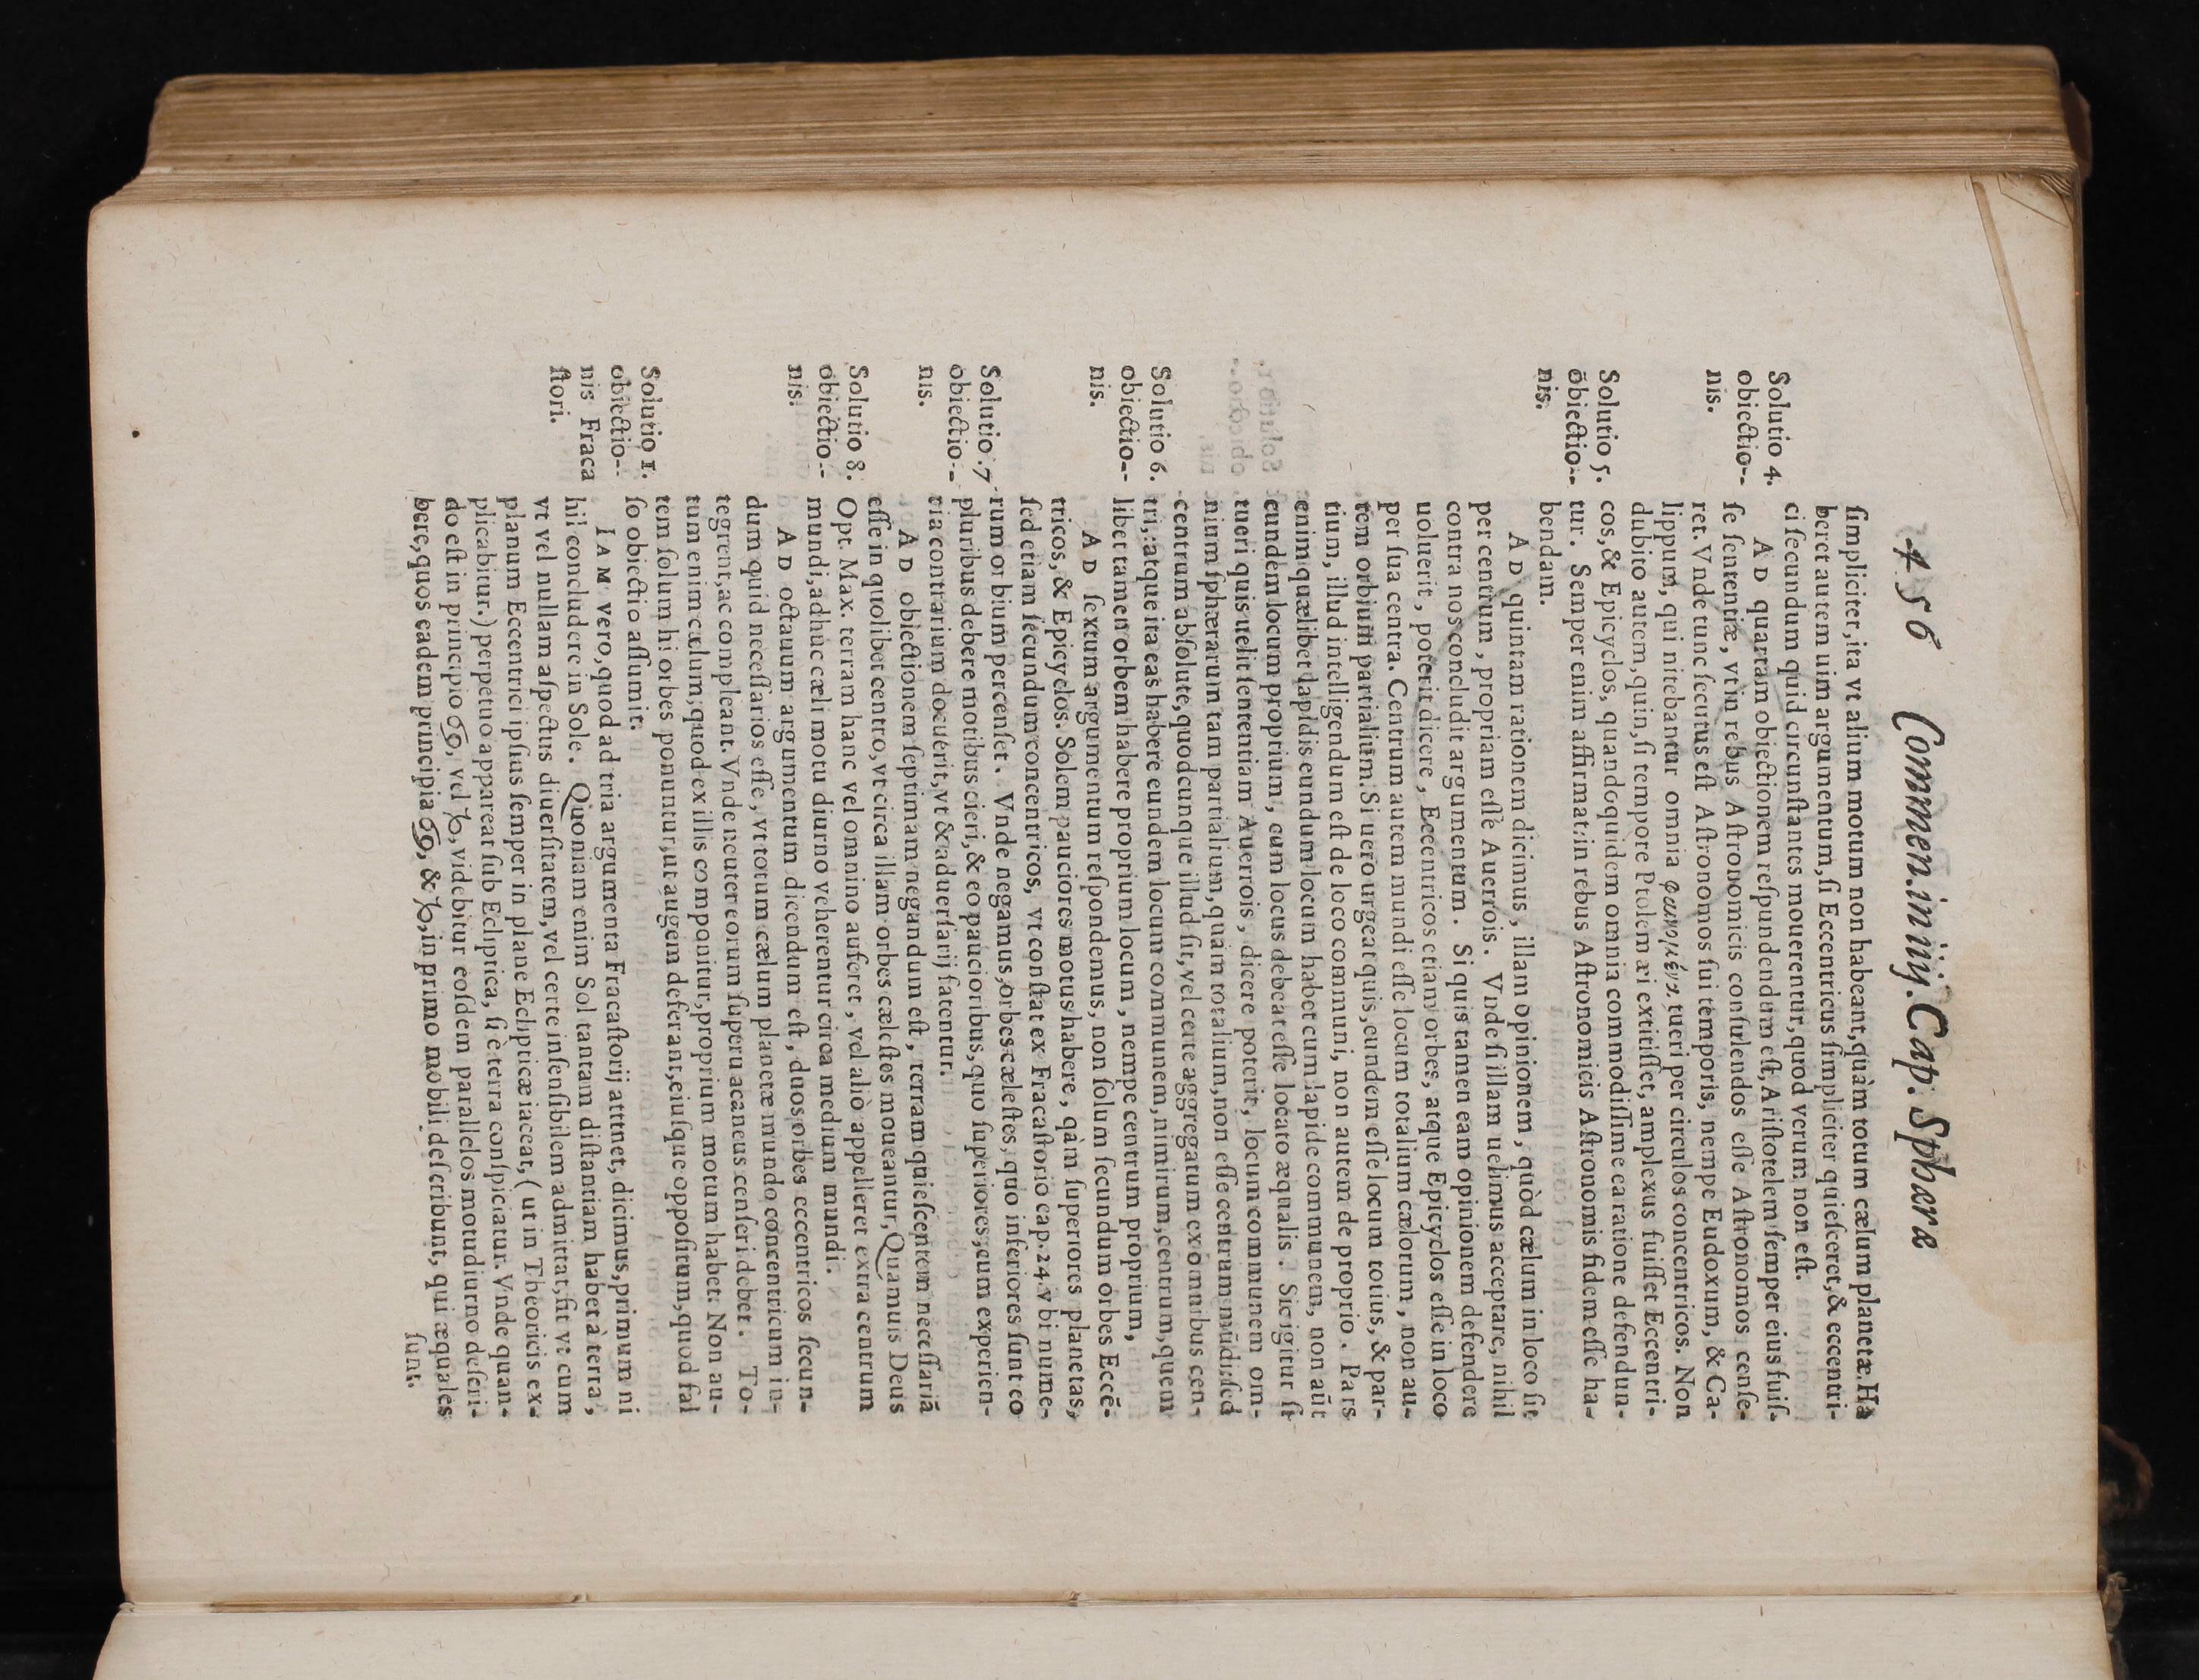 456 Commen.in iiij.Cap. Sphæræ
ſimpliciter,ita vt alium motum non habeant,quàm totum cælum planetæ.Ha
beret autem uim argumentum,ſi Eccentricus ſimpliciter quieſceret,& eccentri-
ci ſecundum quid circunſtantes mouerentur,quod verum non eſt.
Solutio 4.
obiectio--
nis.
AD quartam obiectionem reſpundendum eſt, Ariſtotelem ſemper eius fuiſ-
ſe ſententiæ, vt in rebus Aſtronomicis conſulendos eſſe Aſtronomos cenſe-
ret. Vnde tunc ſecutus eſt Aſtronomos ſui temporis, nempe Eudoxum, & Ca-
lippum, qui nitebantur omnia φαινομένα tueri per circulos concentricos. Non
dubito autem,quin,ſi tempore Ptolemæi extitiſſet, amplexus fuiſſet Eccentri-
cos,& Epicyclos, quandoquidem omnia commodiſſime ea ratione defendun-
tur. Semper enim affirmat:in rebus Aſtronomicis Aſtronomis fidem eſſe ha-
bendam.
Solutio 5.
obiectio--
nis.
AD quintam rationem dicimus, illam opinionem, quòd cælum in loco ſit
per centrum, propriam eſſe Auerrois. Vnde ſi illam uelimus acceptare, nihil
contra nos concludit argumentum. Si quis tamen eam opinionem defendere
uoluerit, poterit dicere, Eccentricos etiam orbes, atque Epicyclos eſſe in loco
per ſua centra. Centrum autem mundi eſſe locum totalium cælorum, non au-
tem orbium partialium.Si uero urgeat quis,eundem eſſe locum totius,& par-
tium, illud intelligendum eſt de loco communi, non autem de proprio. Pars
enim quælibet lapidis eundum locum habet cum lapide communem, non aūt
eundem locum proprium, cum locus debeat eſſe locato æqualis. Sic igitur ſi
tueri quis uelit ſententiam Auerrois, dicere poterit, locum communem om-
nium ſphærarum tam partialium,quàm totalium,non eſſe centrum mūdi:ſed
centrum abſolute,quodcunque illud ſit,vel certe aggregatum ex omnibus cen-
tri,:atque ita eas habere eundem locum communem,nimirum,centrum,quem
libet tamen orbem habere proprium locum, nempe centrum proprium,
Solutio 6.
obiectio--
nis.
AD ſextum argumentum reſpondemus, non ſolum ſecundum orbes Eccē-
tricos,& Epicyclos. Solem pauciores motus habere, qàm ſuperiores planetas,
ſed etiam ſecundum concentricos, vt conſtat ex Fracaſtorio cap.24.vbi nume-
rum orbium percenſet. Vnde negamus,orbes cæleſtes, quo inferiores ſunt eo
pluribus debere motibus cieri,& eo paucioribus,quo ſuperiores,cum experien-
tia contrarium docuerit,vt & aduerſarij fatentur.
Solutio .7
obiectio--
nis.
AD obiectionem ſeptimam negandum eſt, terram quieſcentem neceſſariā
eſſe in quolibet centro,vt circa illam orbes cæleſtes moueantur,Quamuis Deus
Opt. Max. terram hanc vel omnino auferet, vel aliò appelleret extra centrum
mundi,adhuc cæli motu diurno veherentur circa medium mundi.
Solutio 8.
obiectio--
nis.
AD octauum argumentum dicendum eſt, duos orbes eccentricos ſecun-
dum quid neceſſarios eſſe, vt totum cælum planetæ mundo concentricum in-
tegrent,ac compleant. Vnde neuter eorum ſuperuacaneus cenſeri debet. To-
tum enim cælum,quod ex illis componitur,proprium motum habet: Non au-
tem ſolum hi orbes ponuntur,ut augem deferant,eiuſque oppoſitum,quod fal
ſo obiectio aſſumit.
Solutio 1.
obiectio--
nis Fraca
ſtori.
IAM vero,quod ad tria argumenta Fracaſtorij attnet, dicimus,primum ni
hil concludere in Sole. Quoniam enim Sol tantam diſtantiam habet à terra,
vt vel nullam aſpectus diuerſitatem,vel certe inſenſibilem admittat,fit vt cum
planum Eccentrici ipſius ſemper in plane Eclipticæ iaceat, ( ut in Theoricis ex-
plicabitur.) perpetuo appareat ſub Ecliptica, ſi è terra conſpiciatur. Vnde quan-
do eſt in principio ♋, vel ♑,videbitur eoſdem parallelos motu diurno deſcri-
bere,quos eadem principia ♋, & ♑,in primo mobili deſcribunt, qui æquales
ſunt.